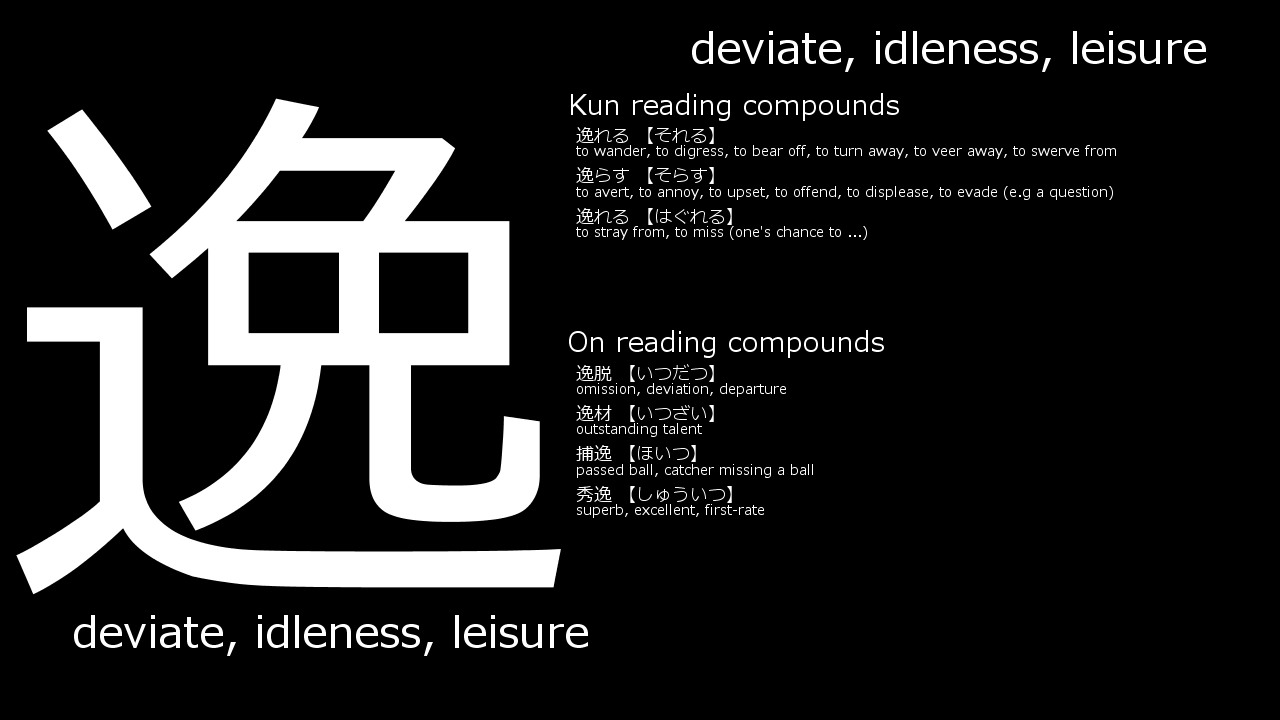 deviate, idleness, leisure
逸
Kun reading compounds
逸れる 【それる】
to wander, to digress, to bear off, to turn away, to veer away, to swerve from
逸らす 【そらす】
to avert, to annoy, to upset, to offend, to displease, to evade (e.g a question)
逸れる 【はぐれる】
to stray from, to miss (one's chance to ...)
On reading compounds
逸脱 【いつだつ】
omission, deviation, departure
逸材 【いつざい】
outstanding talent
捕逸 【ほいつ】
passed ball, catcher missing a ball
秀逸 【しゅういつ】
superb, excellent, first-rate
deviate, idleness, leisure